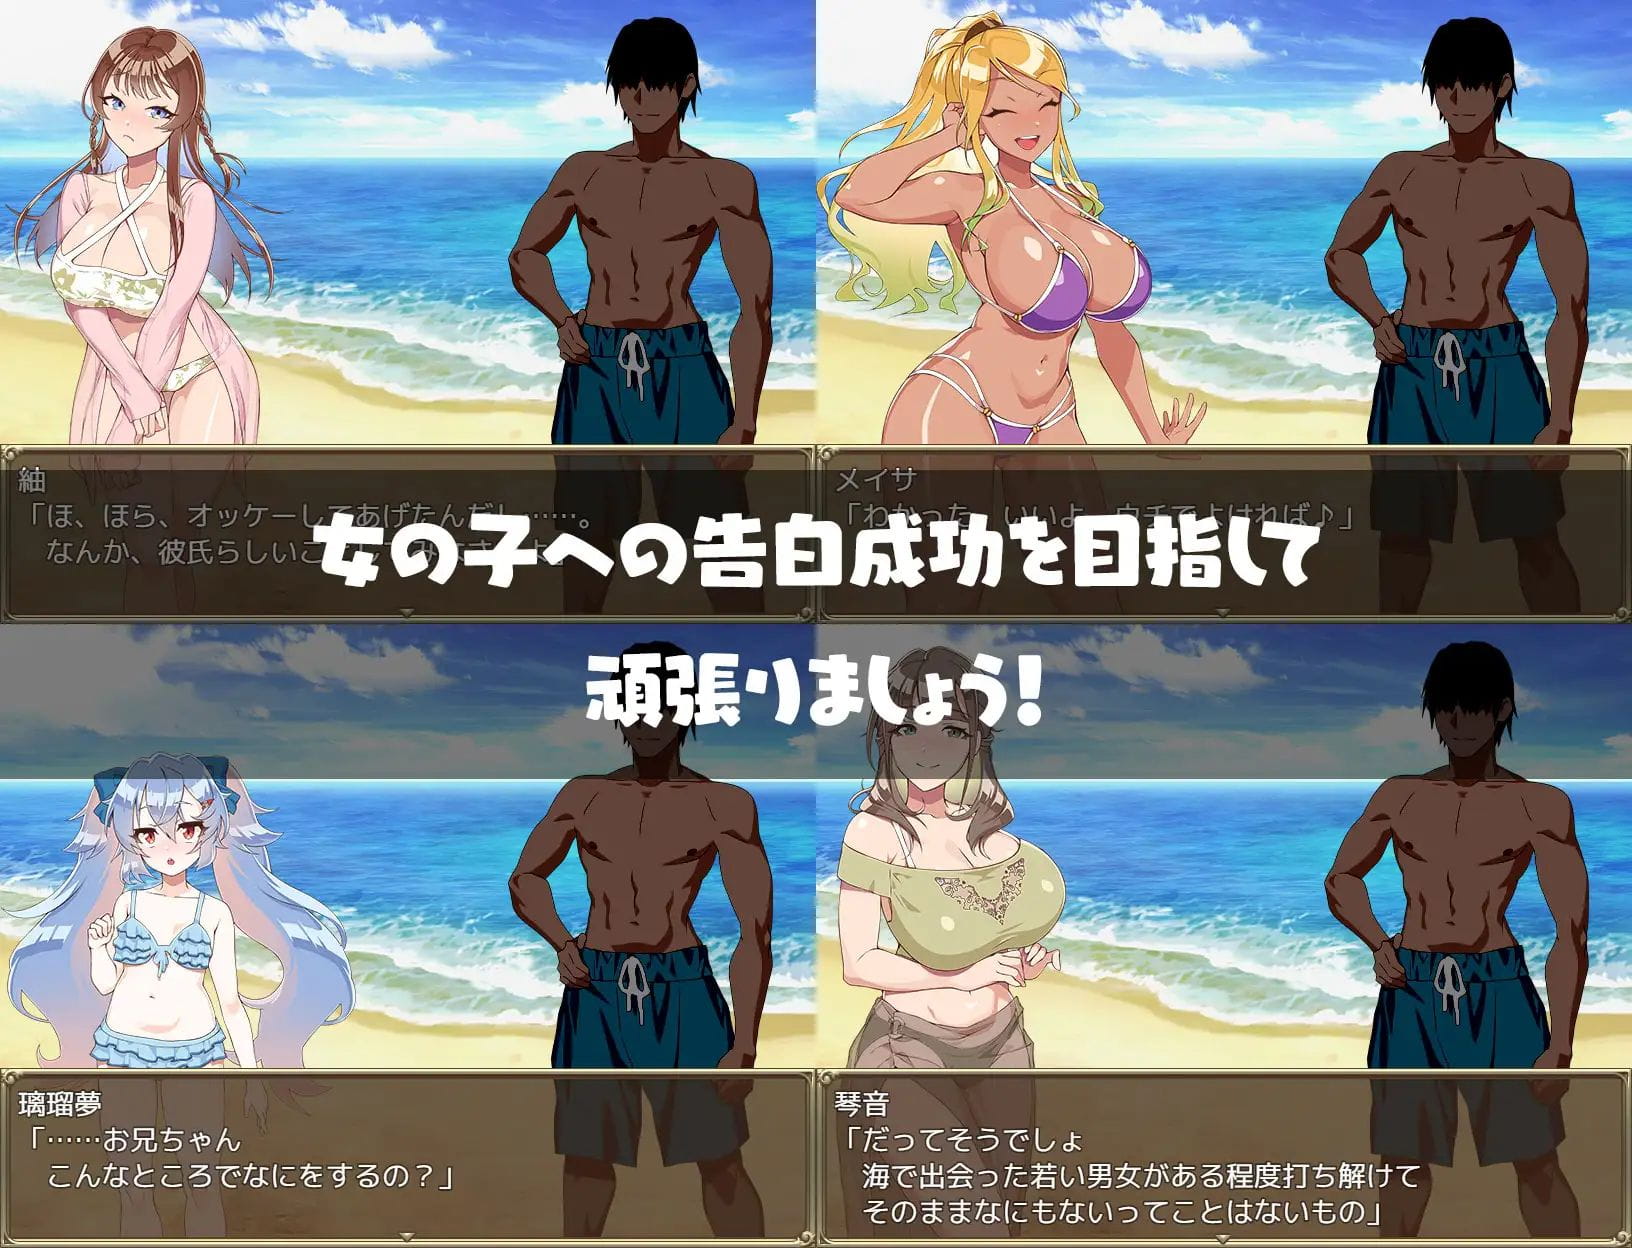 紬
「ほ、ほら、オッケーしてあげたんだし……。
なんか、彼氏らしいこ
メイサ
「わかった、いいよ、ウチでよければ♪」
女の子への告白成功を目指して
頑張りましょう!
璃瑠夢
「……お兄ちゃん
こんなところでなにをするの？」
琴音
「だってそうでしょ
海で出会った若い男女がある程度打ち解けて
そのままなにもないってことはないもの」